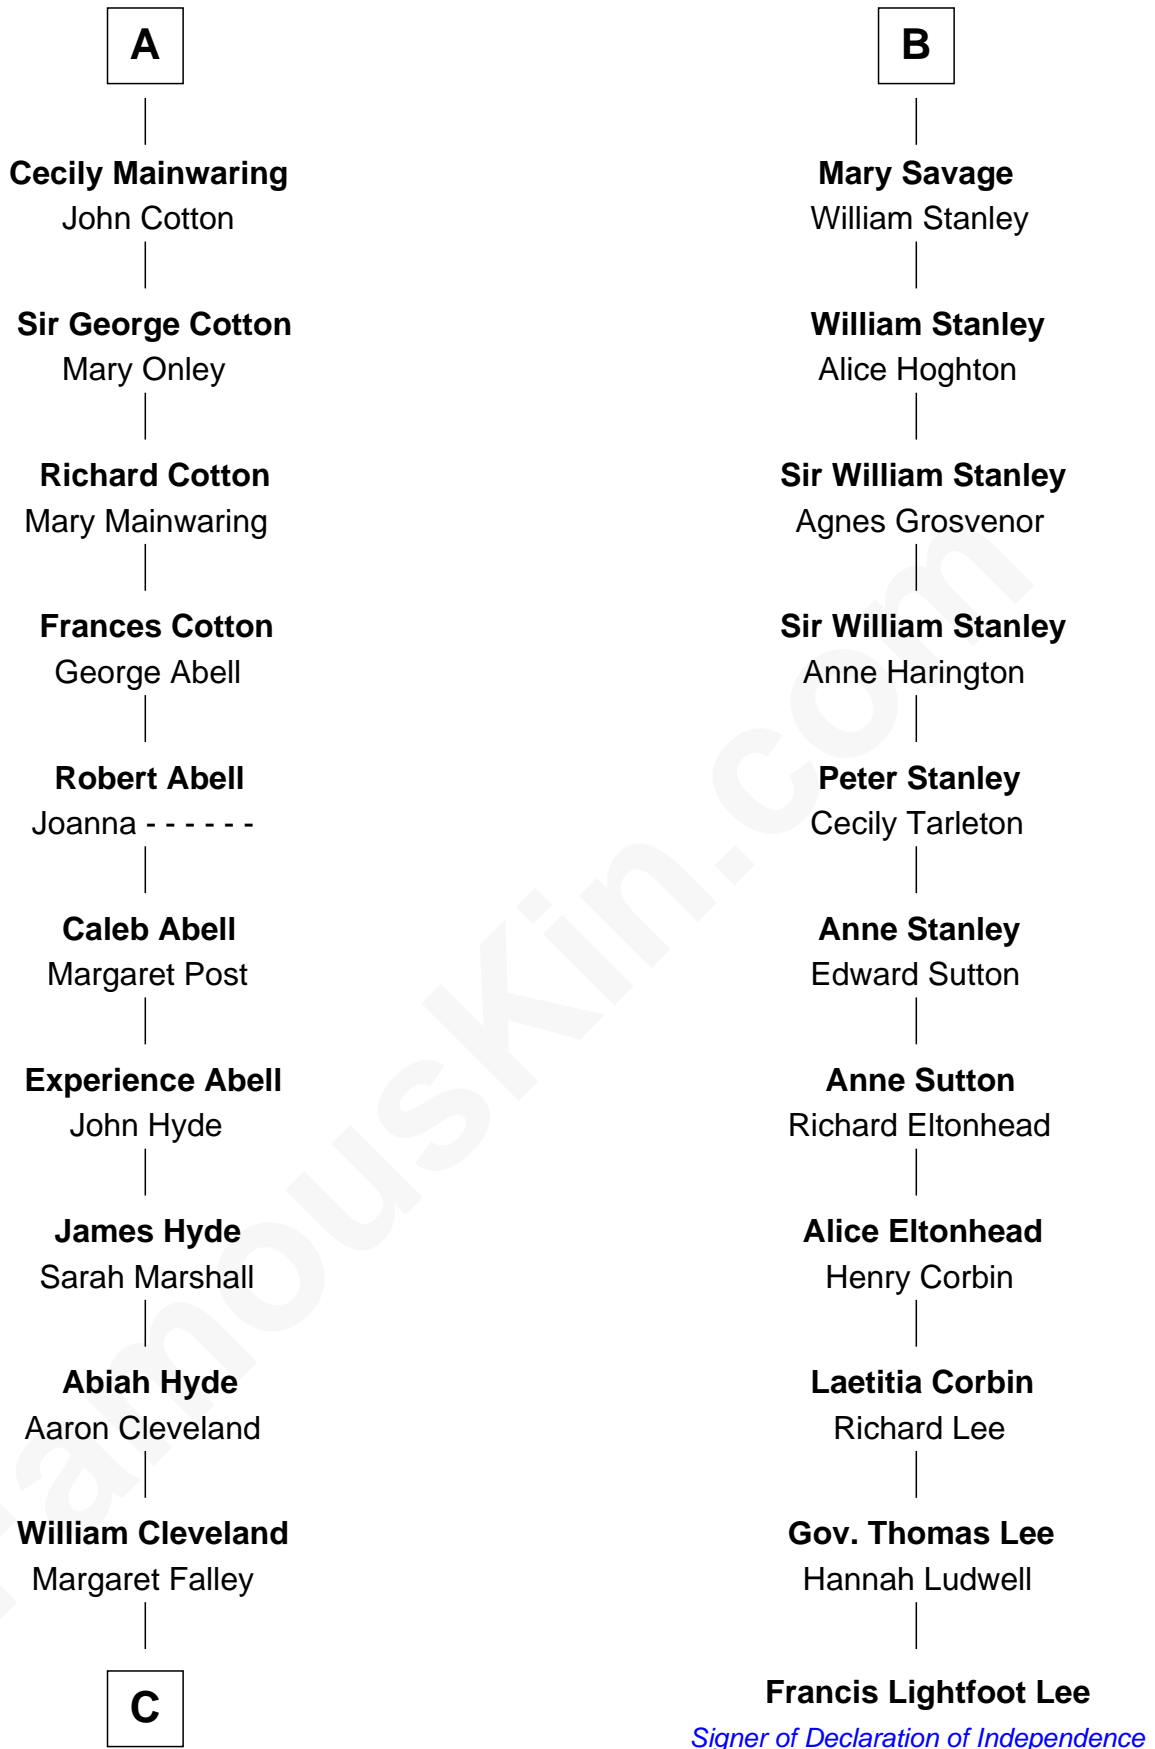 A
Cecily Mainwaring
John Cotton
Sir George Cotton
Mary Onley
Richard Cotton
Mary Mainwaring
Frances Cotton
George Abell
Robert Abell
Joanna - - - - - -
Caleb Abell
Margaret Post
Experience Abell
John Hyde
James Hyde
Sarah Marshall
Abiah Hyde
Aaron Cleveland
William Cleveland
Margaret Falley
C
B
Mary Savage
William Stanley
William Stanley
Alice Hoghton
Sir William Stanley
Agnes Grosvenor
Sir William Stanley
Anne Harington
Peter Stanley
Cecily Tarleton
Anne Stanley
Edward Sutton
Anne Sutton
Richard Eltonhead
Alice Eltonhead
Henry Corbin
Laetitia Corbin
Richard Lee
Gov. Thomas Lee
Hannah Ludwell
Francis Lightfoot Lee
Signer of Declaration of Independence
FamousKin.com